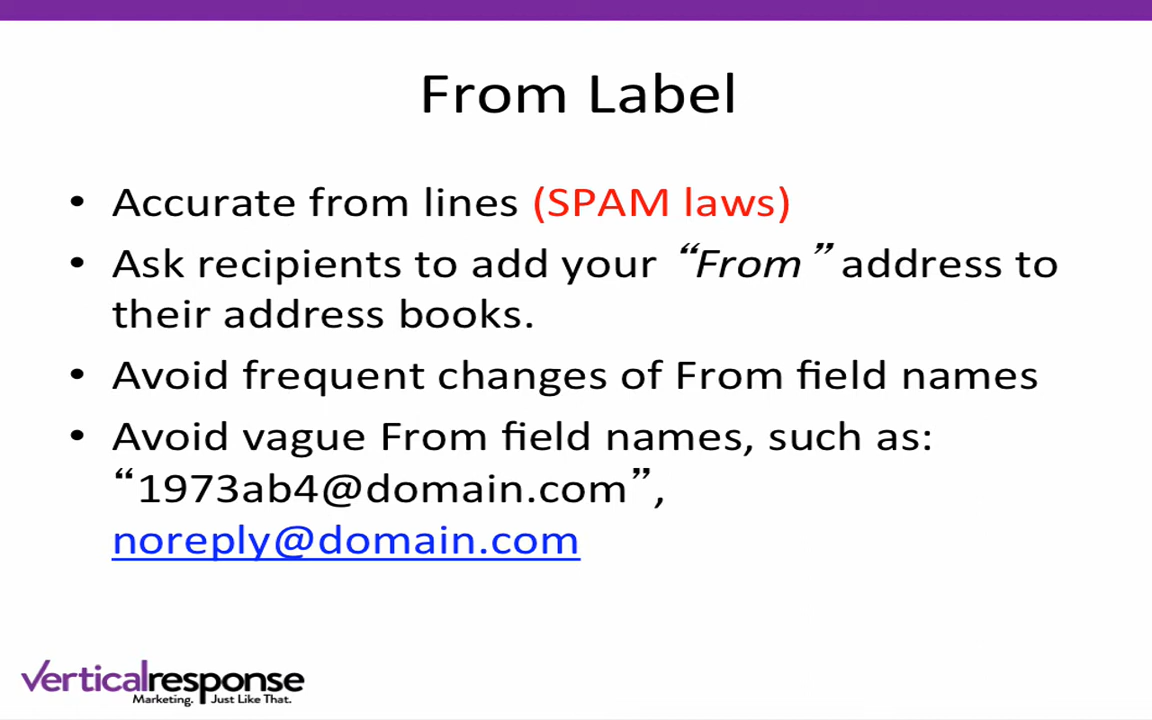 From Label
• Accurate from lines (SPAM laws)
• Ask recipients to add your “From” address to
their address books.
• Avoid frequent changes of From field names
• Avoid vague From field names, such as:
“1973ab4@domain.com”,
noreply@domain.com
verticalresponse
Marketing. Just Like That.